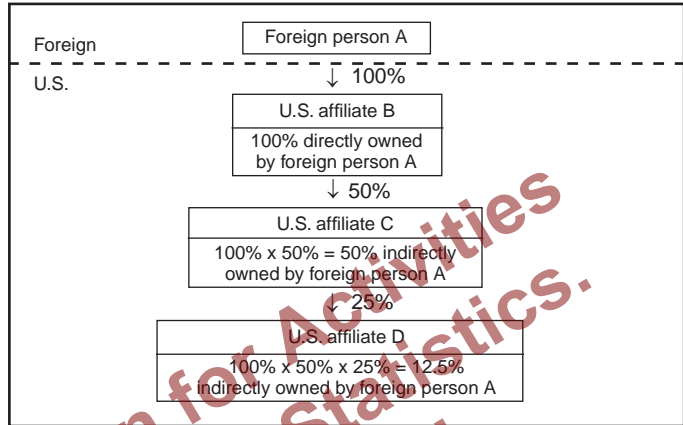 Foreign person A
Foreign
↓ 100%
U.S.
U.S. affiliate B
100% directly owned
by foreign person A
↓ 50%
U.S. affiliate C
100% x 50% = 50% indirectly
owned by foreign person A
↓ 25%
U.S. affiliate D
100% x 50% x 25% = 12.5%
indirectly owned by foreign person A
for Activities
Statistics.